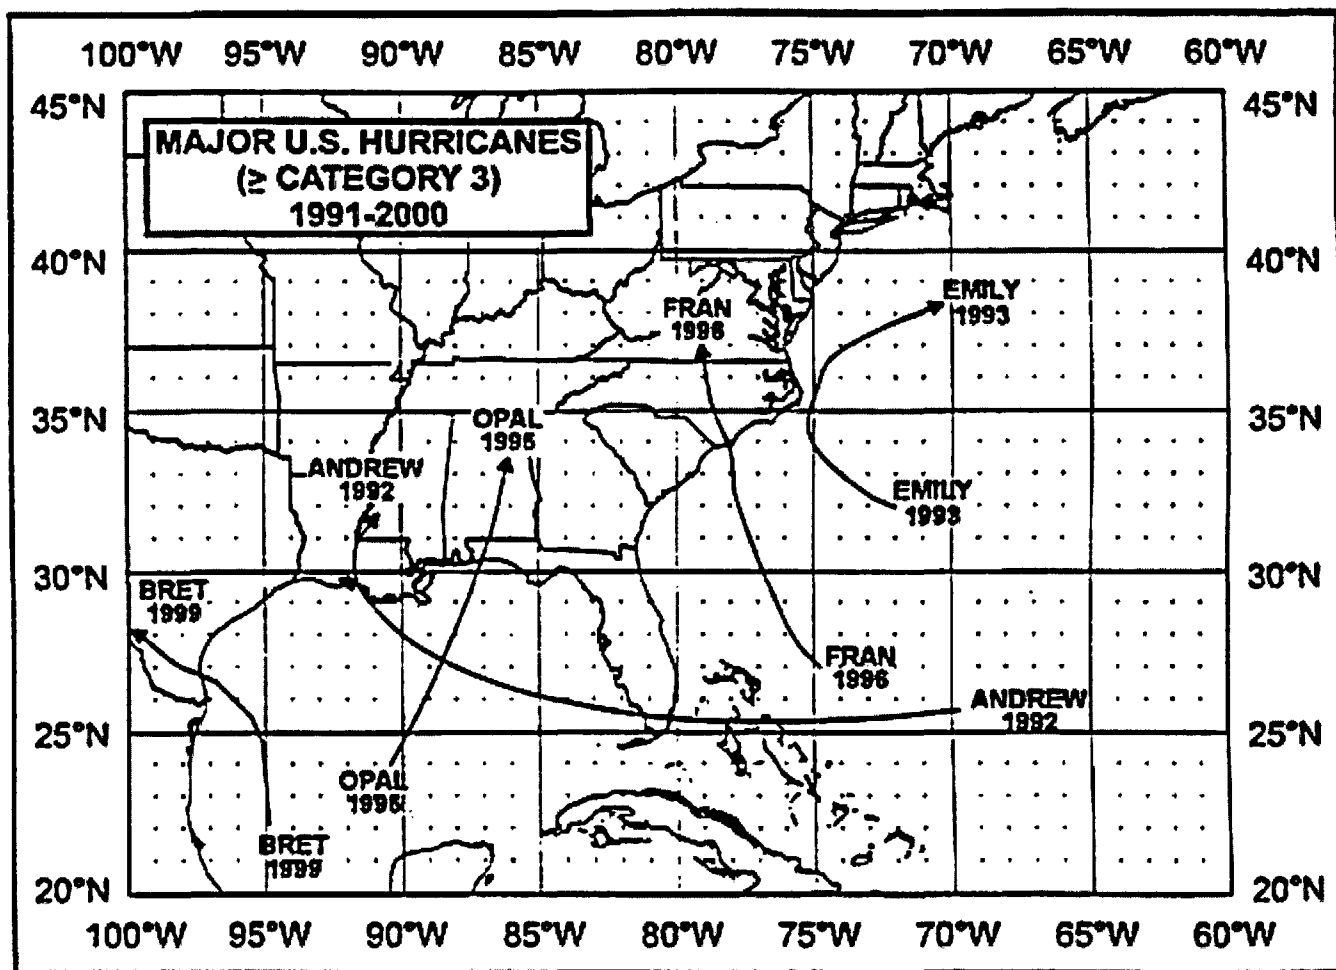 100°W 95°W 90°W 85°W 80°W 75°W 70°W 65°W 60°W
45°N 45°N
MAJOR U.S. HURRICANES
(≥ CATEGORY 3)
1991-2000
40°N 40°N
EMILY
1993
FRAN
1996
35°N 35°N
OPAL
1995
ANDREW
1992
EMILY
1993
30°N 30°N
BRET
1999
FRAN
1996
ANDREW
1992
25°N 25°N
OPAL
1995
BRET
1999
20°N 20°N
100°W 95°W 90°W 85°W 80°W 75°W 70°W 65°W 60°W